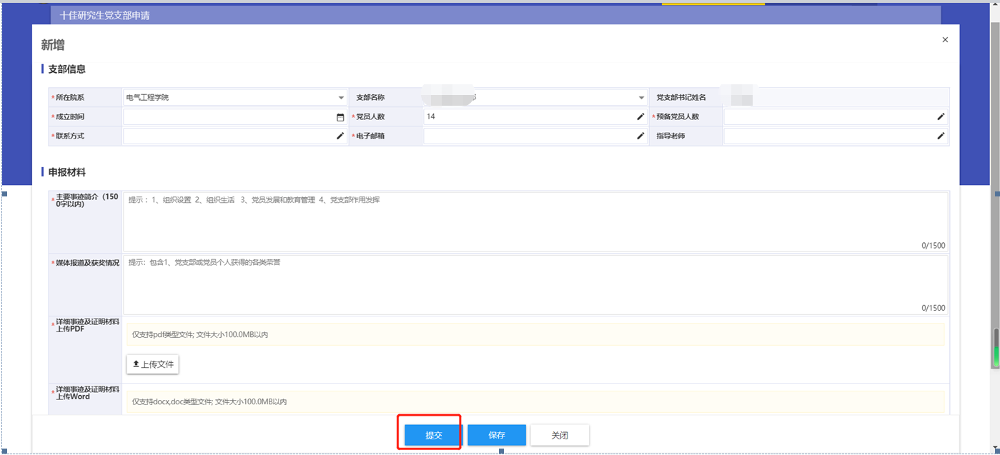 十佳研究生党支部申请
新增
×
支部信息
*所在院系 电气工程学院 支部名称 党支部书记姓名
*成立时间 *党员人数 14 *预备党员人数
*联系方式 *电子邮箱 指导老师
申报材料
*主要事迹简介（150
0字以内）
提示 ：1、组织设置 2、组织生活 3、党员发展和教育管理 4、党支部作用发挥
0/1500
*媒体报道及获奖情况 提示：包含1、党支部或党员个人获得的各类荣誉
0/1500
*详细事迹及证明材料
上传PDF
仅支持pdf类型文件; 文件大小100.0MB以内
上传文件
*详细事迹及证明材料
上传Word
仅支持docx,doc类型文件; 文件大小100.0MB以内
提交 保存 关闭